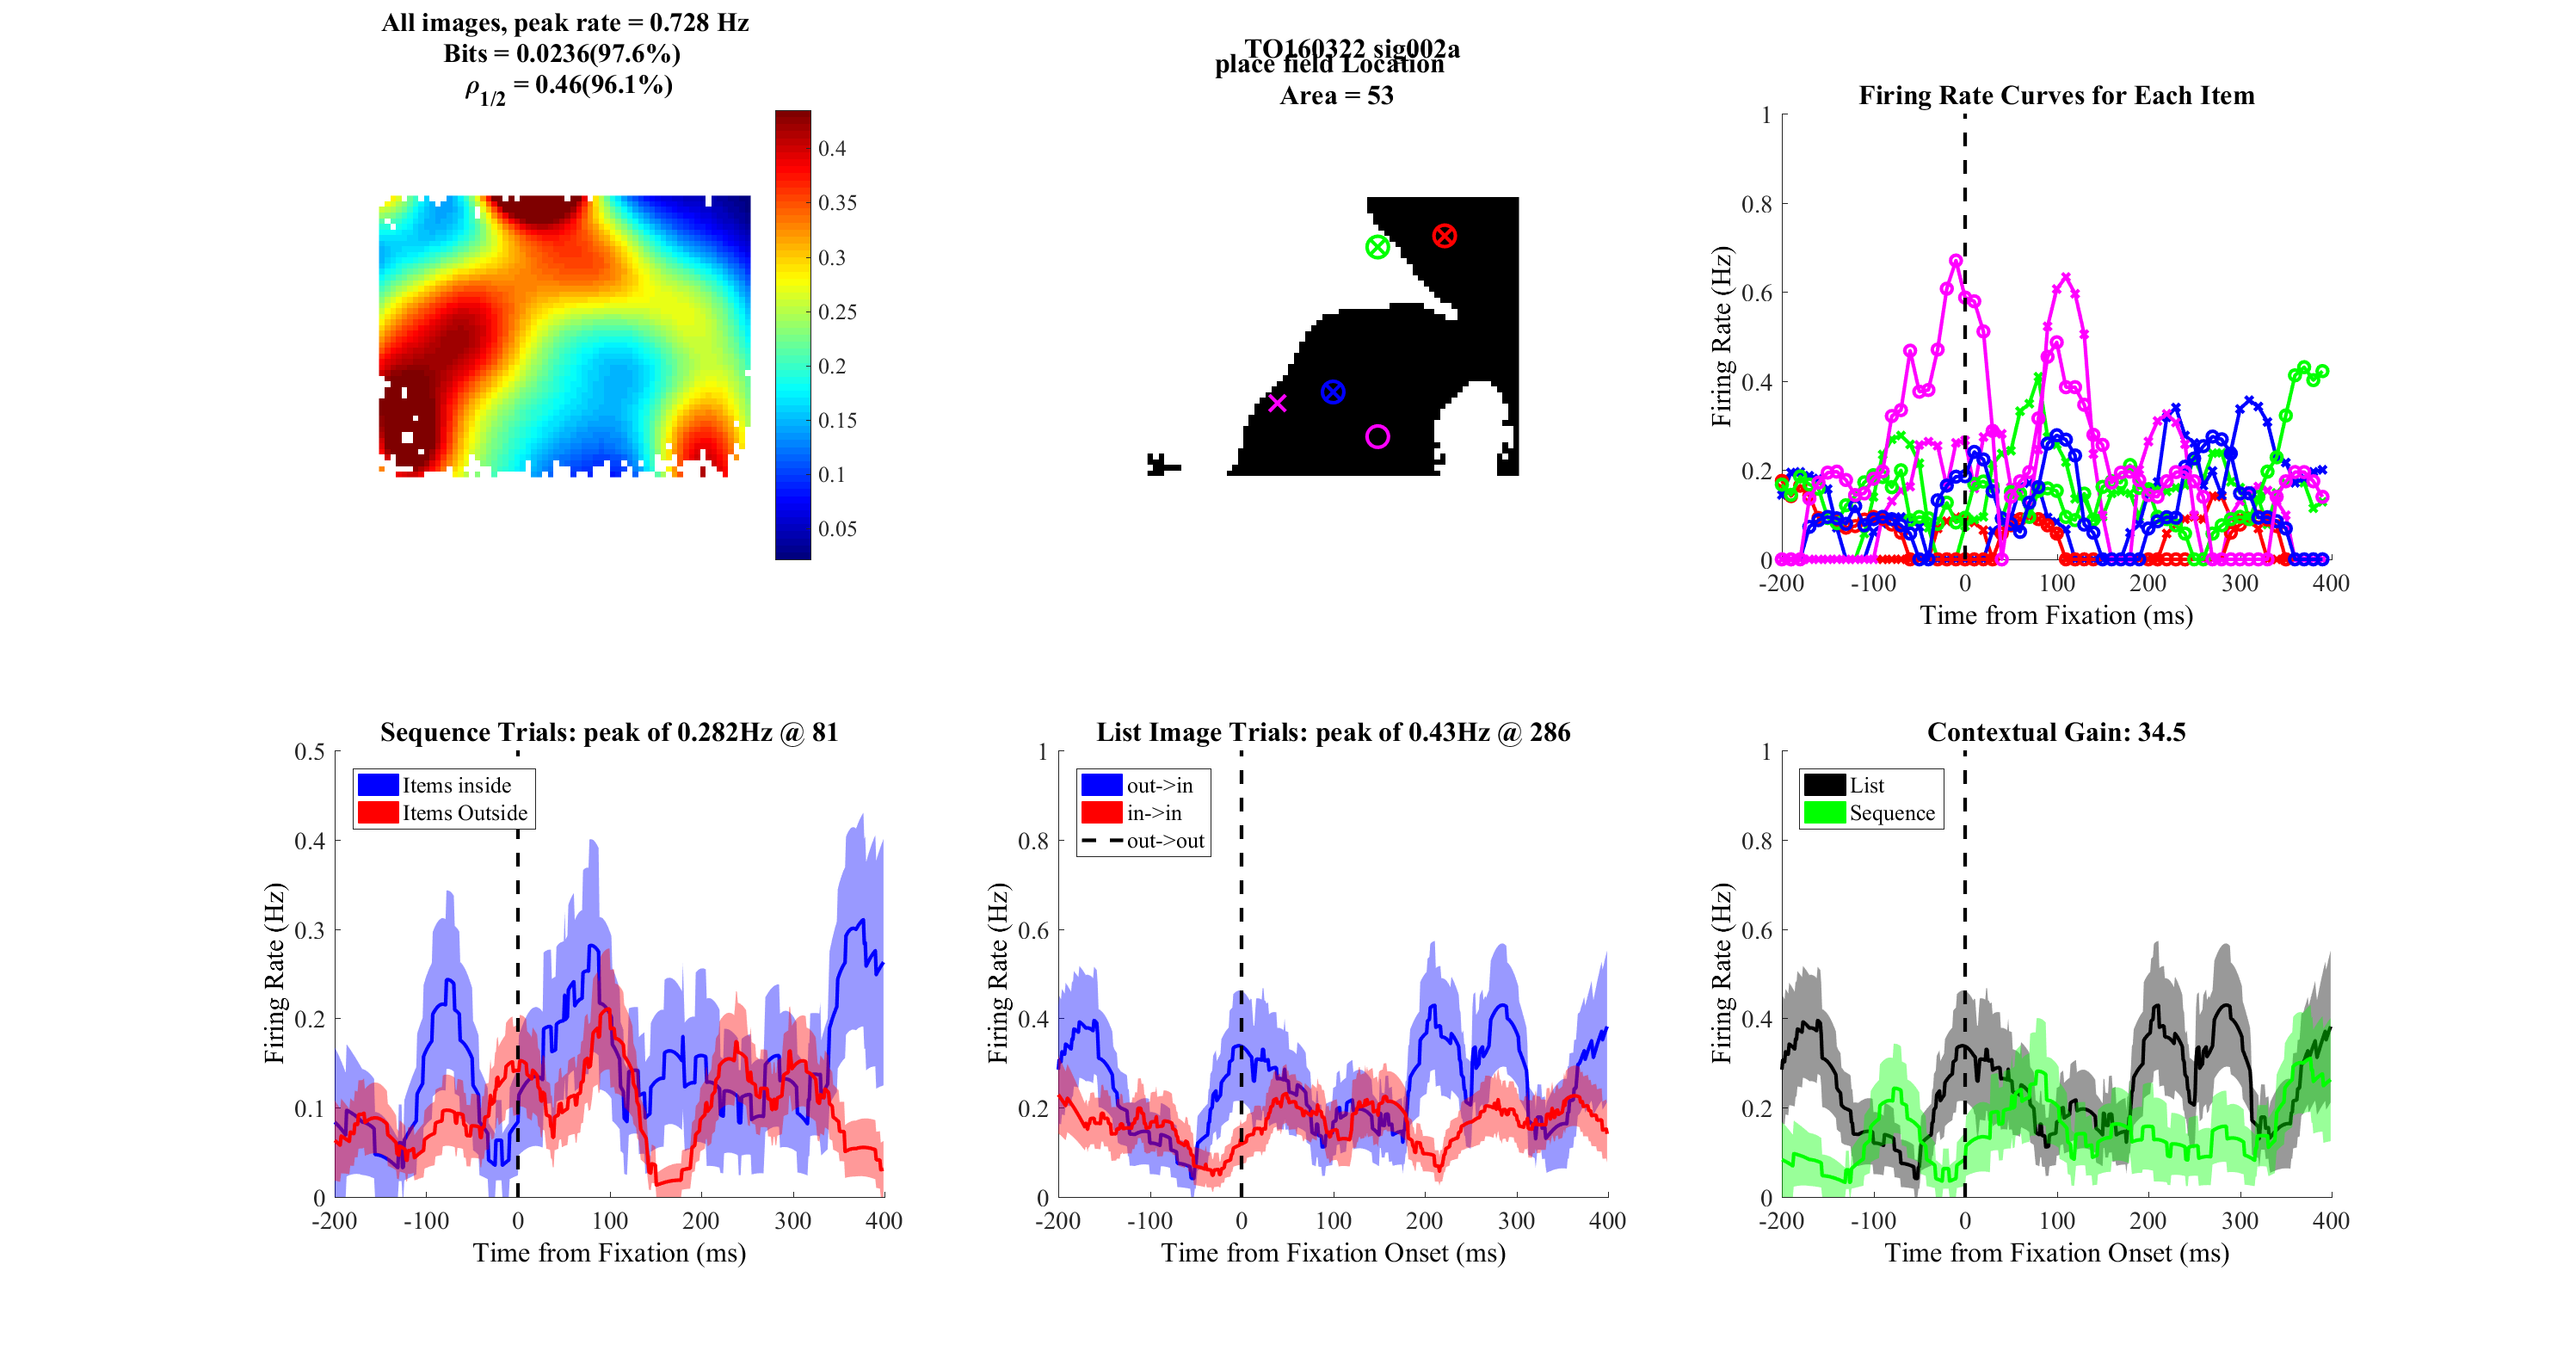 All images, peak rate = 0.728 Hz
Bits = 0.0236(97.6%)
ρ1/2 = 0.46(96.1%)
0.4
0.35
0.3
0.25
0.2
0.15
0.1
0.05
TO160322 sig002a
place field Location
Area = 53
Firing Rate Curves for Each Item
Firing Rate (Hz)
1
0.8
0.6
0.4
0.2
0
-200 -100 0 100 200 300 400
Time from Fixation (ms)
Sequence Trials: peak of 0.282Hz @ 81
Items inside
Items Outside
Firing Rate (Hz)
0.5
0.4
0.3
0.2
0.1
0
-200 -100 0 100 200 300 400
Time from Fixation (ms)
List Image Trials: peak of 0.43Hz @ 286
out->in
in->in
out->out
Firing Rate (Hz)
1
0.8
0.6
0.4
0.2
0
-200 -100 0 100 200 300 400
Time from Fixation Onset (ms)
Contextual Gain: 34.5
List
Sequence
Firing Rate (Hz)
1
0.8
0.6
0.4
0.2
0
-200 -100 0 100 200 300 400
Time from Fixation Onset (ms)